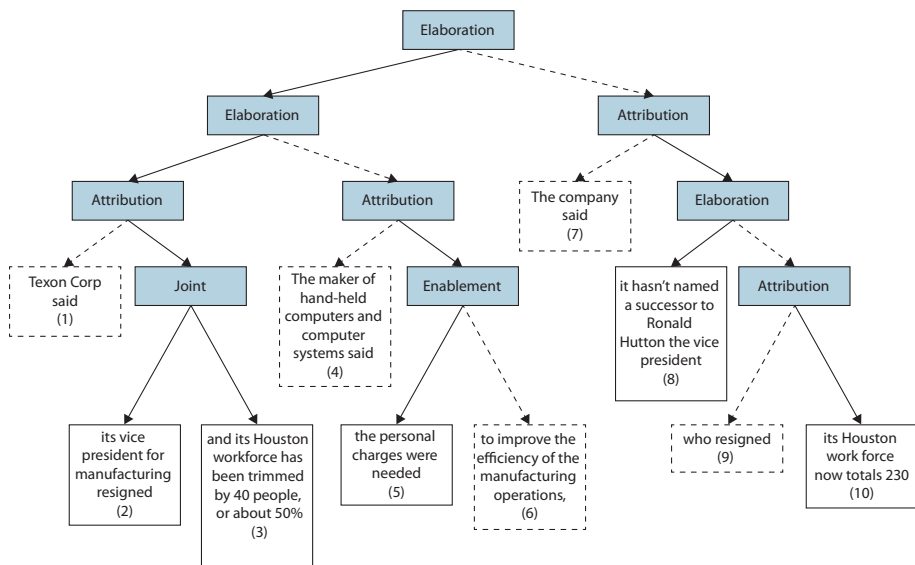 Elaboration
Elaboration
Attribution
Attribution
Attribution
The company
said
(7)
Elaboration
Texon Corp
said
(1)
Joint
The maker of
hand-held
computers and
computer
systems said
(4)
Enablement
it hasn't named
a successor to
Ronald
Hutton the vice
president
(8)
Attribution
its vice
president for
manufacturing
resigned
(2)
and its Houston
workforce has
been trimmed
by 40 people,
or about 50%
(3)
the personal
charges were
needed
(5)
to improve the
efficiency of the
manufacturing
operations,
(6)
who resigned
(9)
its Houston
work force
now totals 230
(10)